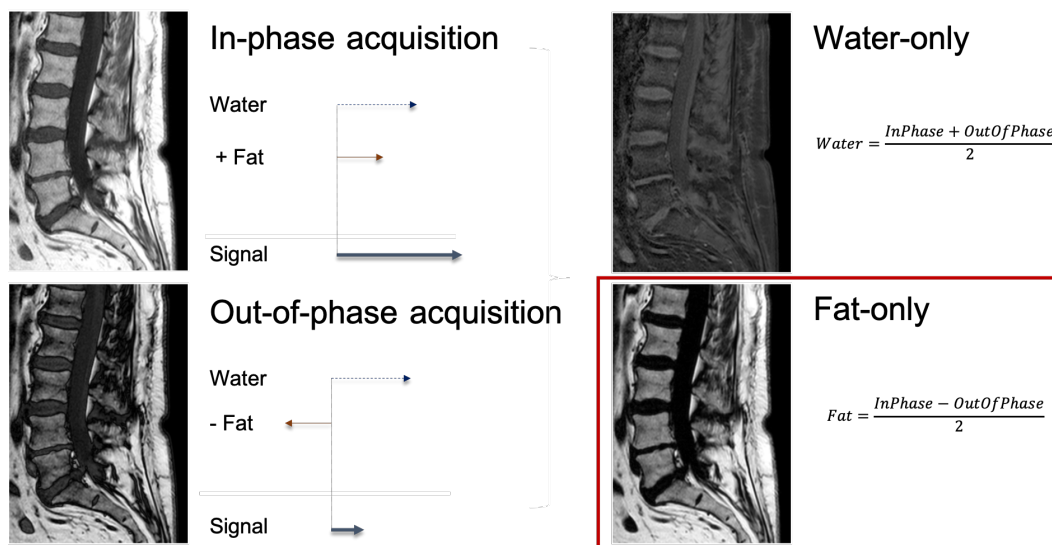 In-phase acquisition
Water
+ Fat
Signal
Out-of-phase acquisition
Water
- Fat
Signal
Water-only
Water = InPhase + OutOfPhase / 2
Fat-only
Fat = InPhase − OutOfPhase / 2